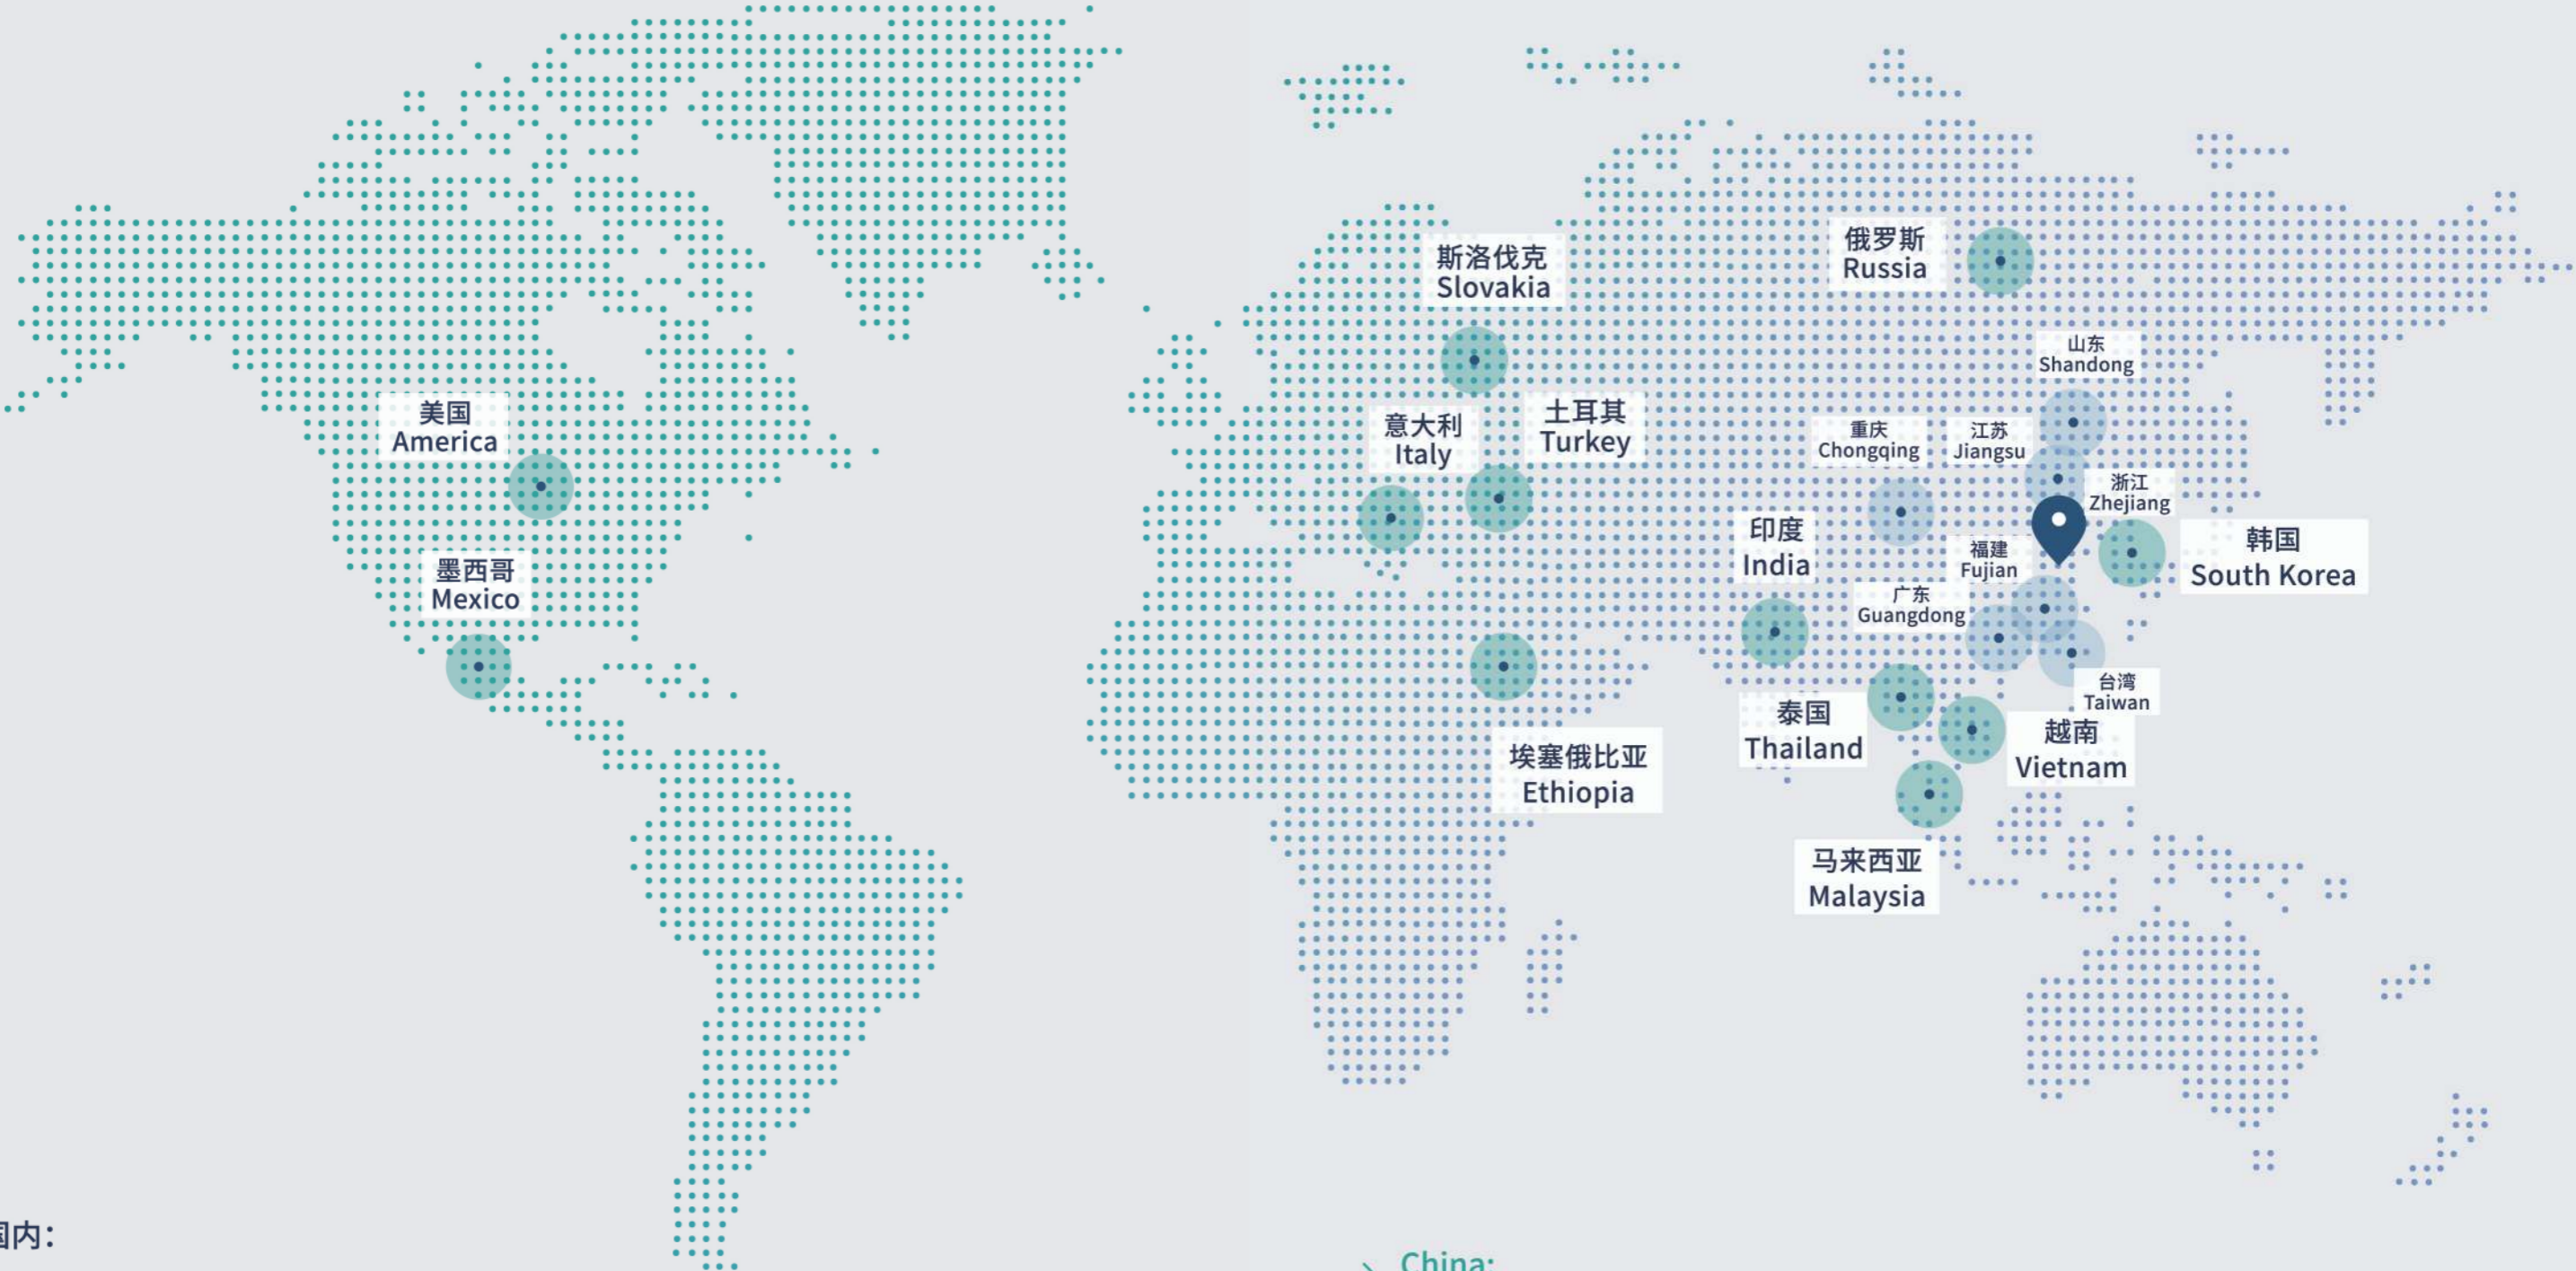 斯洛伐克
Slovakia
俄罗斯
Russia
山东
Shandong
美国
America
意大利
Italy
土耳其
Turkey
重庆
Chongqing
江苏
Jiangsu
浙江
Zhejiang
印度
India
福建
Fujian
韩国
South Korea
墨西哥
Mexico
广东
Guangdong
台湾
Taiwan
泰国
Thailand
越南
Vietnam
埃塞俄比亚
Ethiopia
马来西亚
Malaysia
国内：
China: